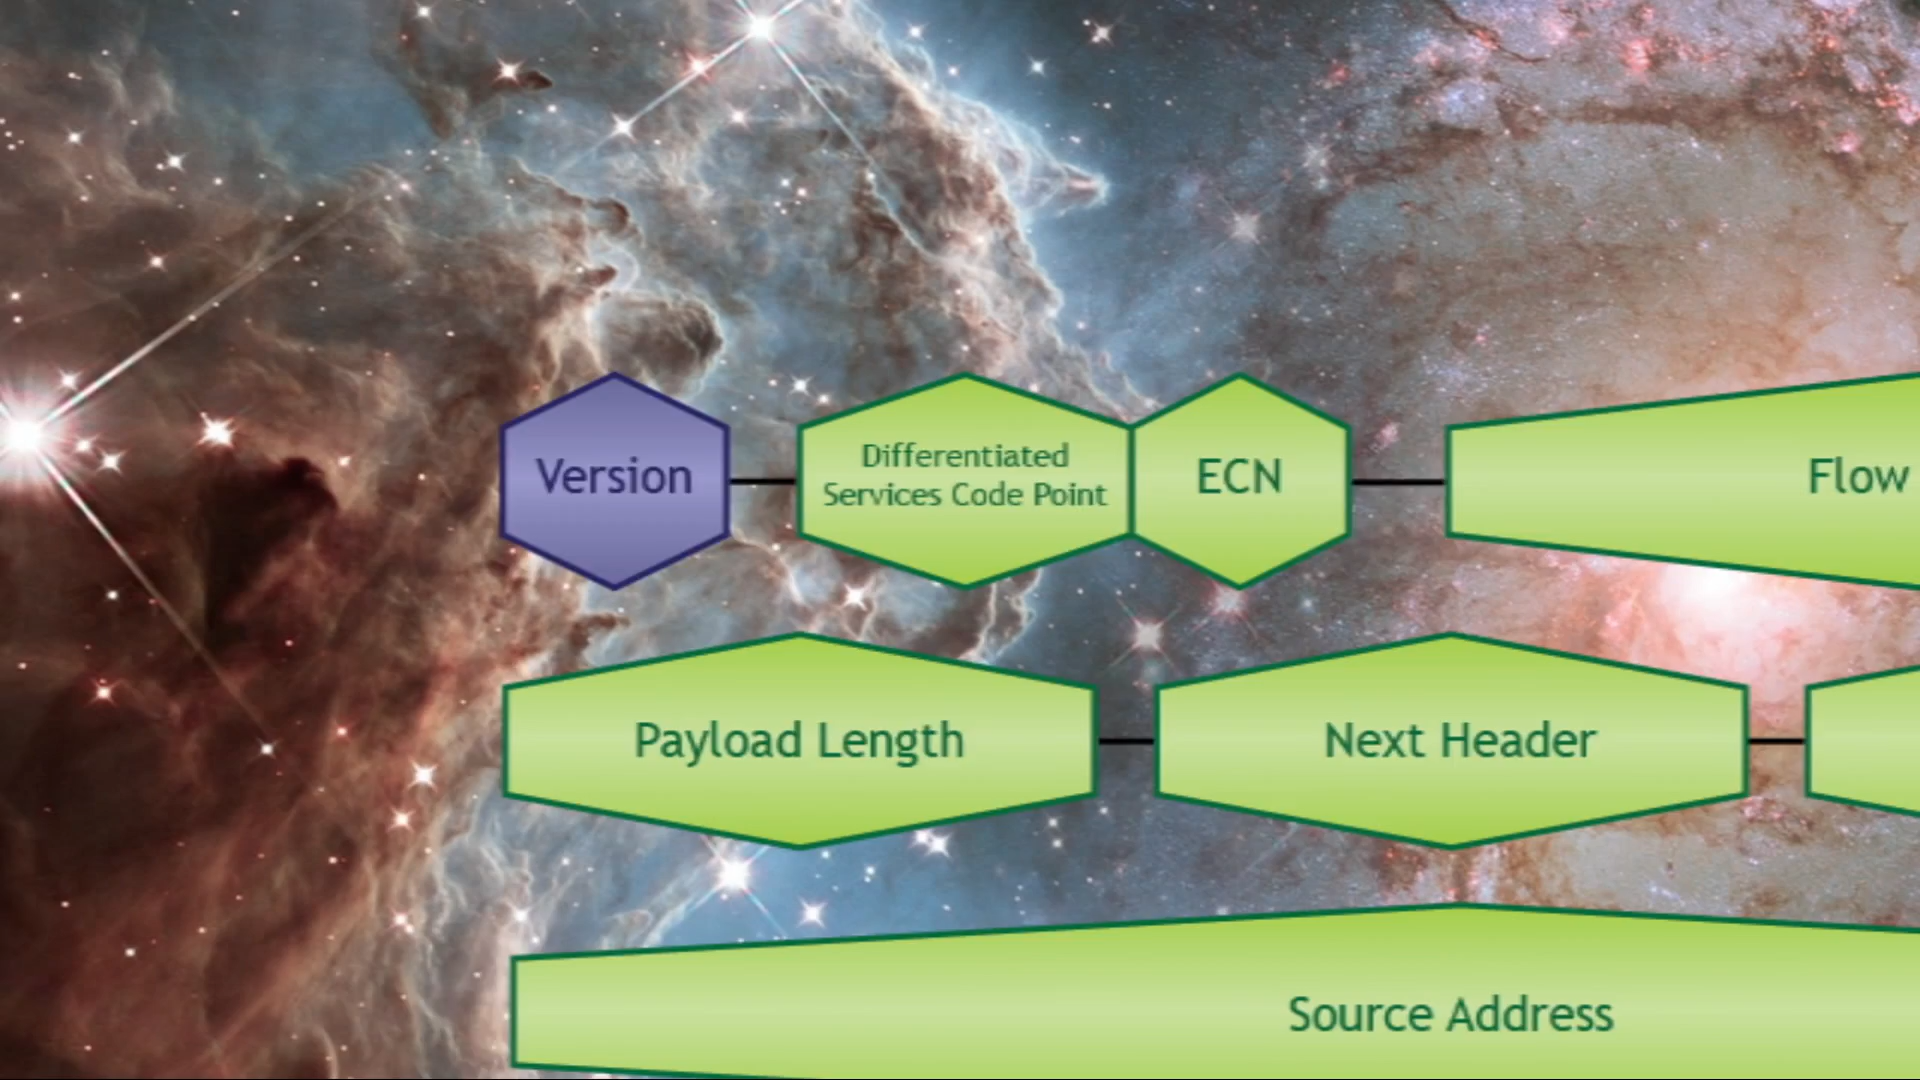 Version
Differentiated
Services Code Point
ECN
Flow
Payload Length
Next Header
Source Address